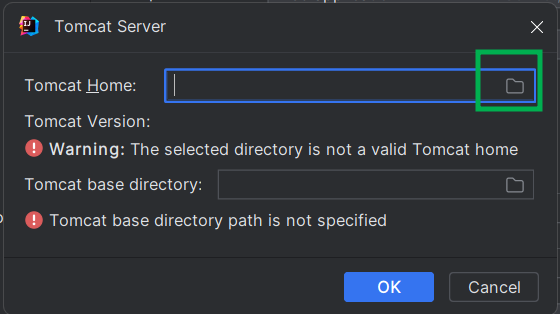 Tomcat Server
Tomcat Home:
Tomcat Version:
Warning: The selected directory is not a valid Tomcat home
Tomcat base directory:
Tomcat base directory path is not specified
OK Cancel